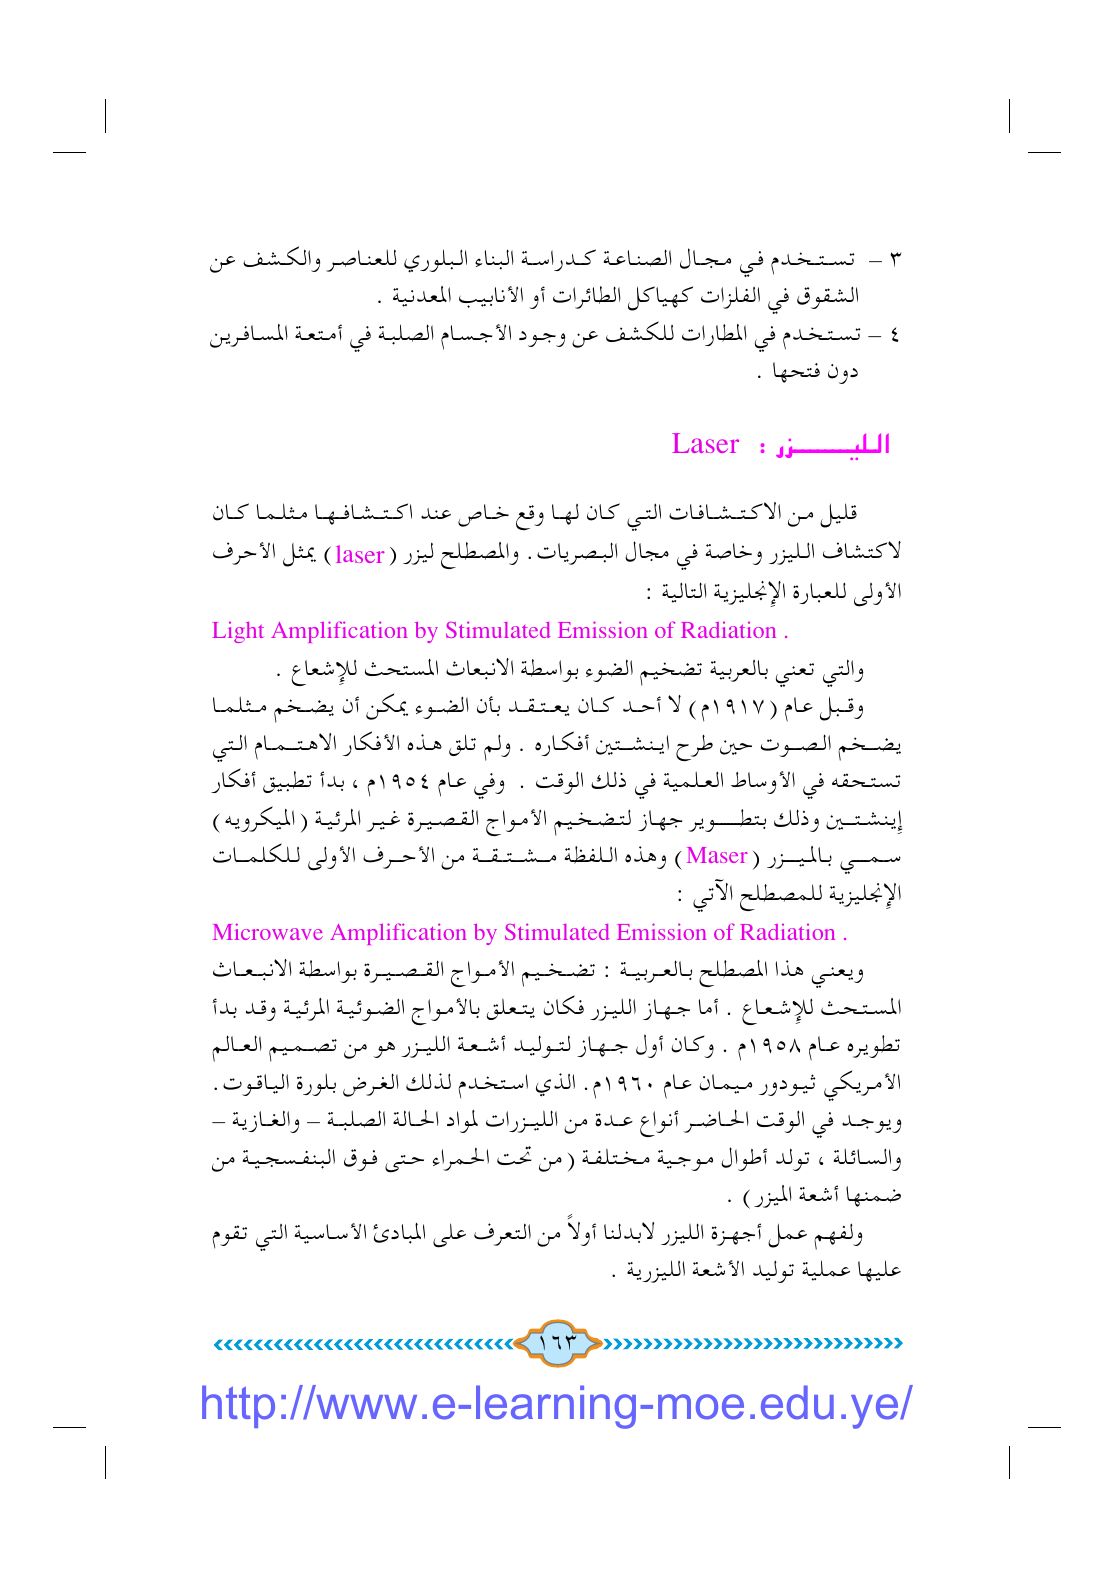 ٣ – تستخدم في مجال الصناعة كدراسة البناء البلوري للعناصر والكشف عن
الشقوق في الفلزات كهياكل الطائرات أو الأنابيب المعدنية .
٤ – تستخدم في المطارات للكشف عن وجود الأجسام الصلبة في أمتعة المسافرين
دون فتحها .
الليزر : Laser
قليل من الاكتشافات التي كان لها وقع خاص عند اكتشافها مثلما كان
لاكتشاف الليزر وخاصة في مجال البصريات . والمصطلح ليزر ( laser ) يمثل الأحرف
الأولى للعبارة الإنجليزية التالية :
Light Amplification by Stimulated Emission of Radiation .
والتي تعني بالعربية تضخيم الضوء بواسطة الانبعاث المستحث للإشعاع .
وقبل عام ( ١٩١٧م ) لا أحد كان يعتقد بأن الضوء يمكن أن يضخم مثلما
يضخم الصوت حين طرح اينشتين أفكاره . ولم تلق هذه الأفكار الاهتمام التي
تستحقه في الأوساط العلمية في ذلك الوقت . وفي عام ١٩٥٤م ، بدأ تطبيق أفكار
إينشتين وذلك بتطوير جهاز لتضخيم الأمواج القصيرة غير المرئية ( الميكرويه )
سمي بالميزر ( Maser ) وهذه اللفظة مشتقة من الأحرف الأولى للكلمات
الإنجليزية للمصطلح الآتي :
Microwave Amplification by Stimulated Emission of Radiation .
ويعني هذا المصطلح بالعربية : تضخيم الأمواج القصيرة بواسطة الانبعاث
المستحث للإشعاع . أما جهاز الليزر فكان يتعلق بالأمواج الضوئية المرئية وقد بدأ
تطويره عام ١٩٥٨م . وكان أول جهاز لتوليد أشعة الليزر هو من تصميم العالم
الأمريكي ثيودور ميمان عام ١٩٦٠م . الذي استخدم لذلك الغرض بلورة الياقوت .
ويوجد في الوقت الحاضر أنواع عدة من الليزرات لمواد الحالة الصلبة – والغازية –
والسائلة ، تولد أطوال موجية مختلفة ( من تحت الحمراء حتى فوق البنفسجية من
ضمنها أشعة الميزر ) .
ولفهم عمل أجهزة الليزر لابدلنا أولاً من التعرف على المبادئ الأساسية التي تقوم
عليها عملية توليد الأشعة الليزرية .
١٦٣
http://www.e-learning-moe.edu.ye/